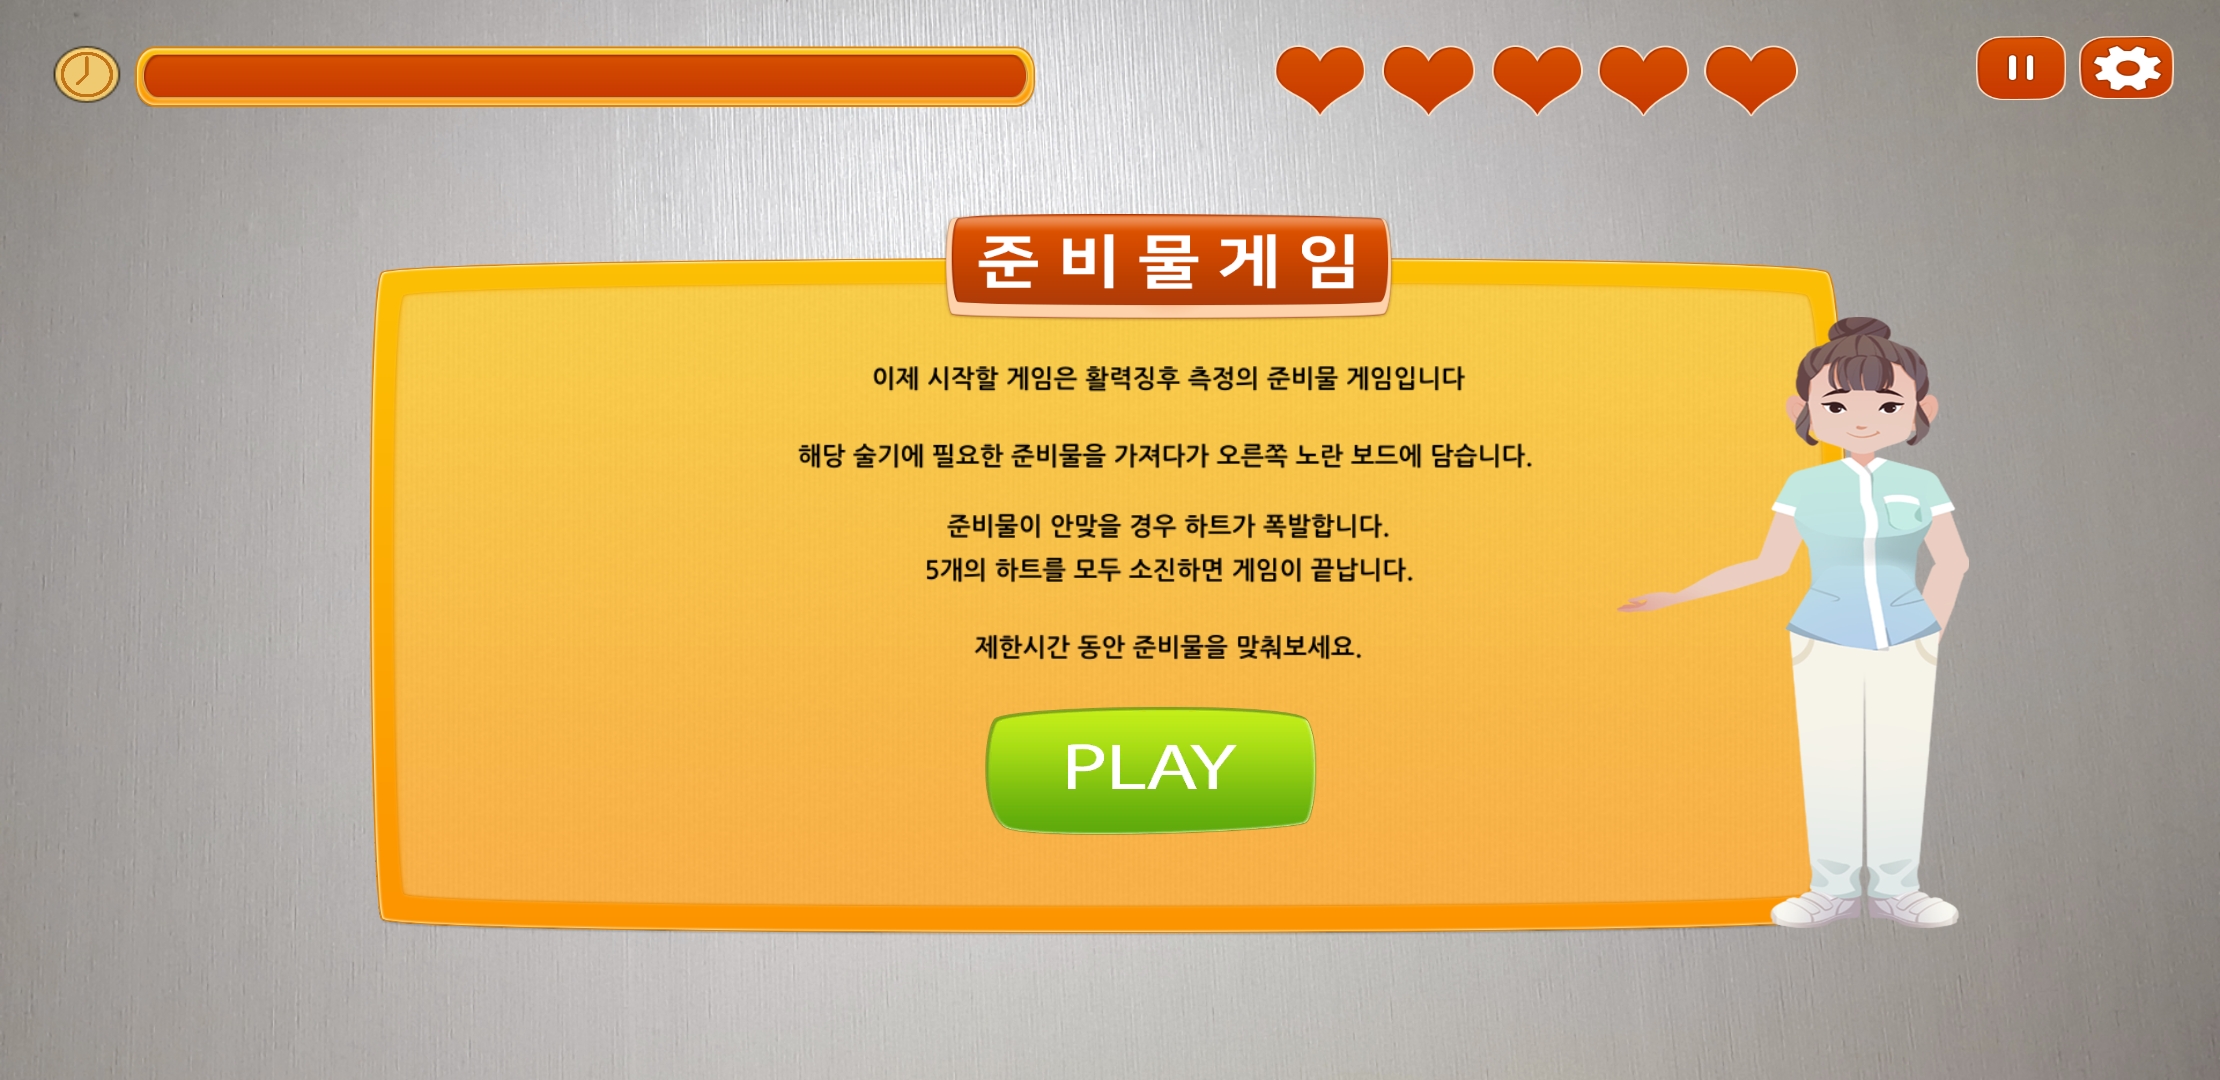 준비물게임
이제 시작할 게임은 활력징후 측정의 준비물 게임입니다
해당 술기에 필요한 준비물을 가져다가 오른쪽 노란 보드에 담습니다.
준비물이 안맞을 경우 하트가 폭발합니다.
5개의 하트를 모두 소진하면 게임이 끝납니다.
제한시간 동안 준비물을 맞춰보세요.
PLAY